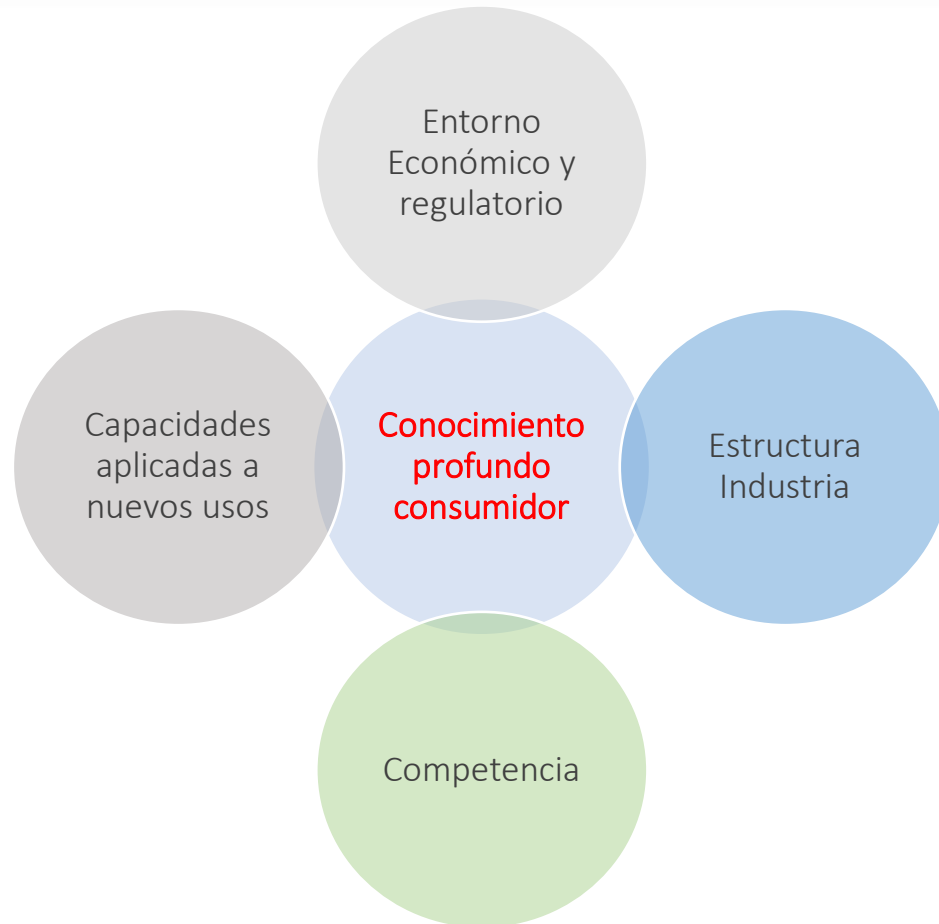 Entorno
Económico y
regulatorio
Capacidades
aplicadas a
nuevos usos
Conocimiento
profundo
consumidor
Estructura
Industria
Competencia